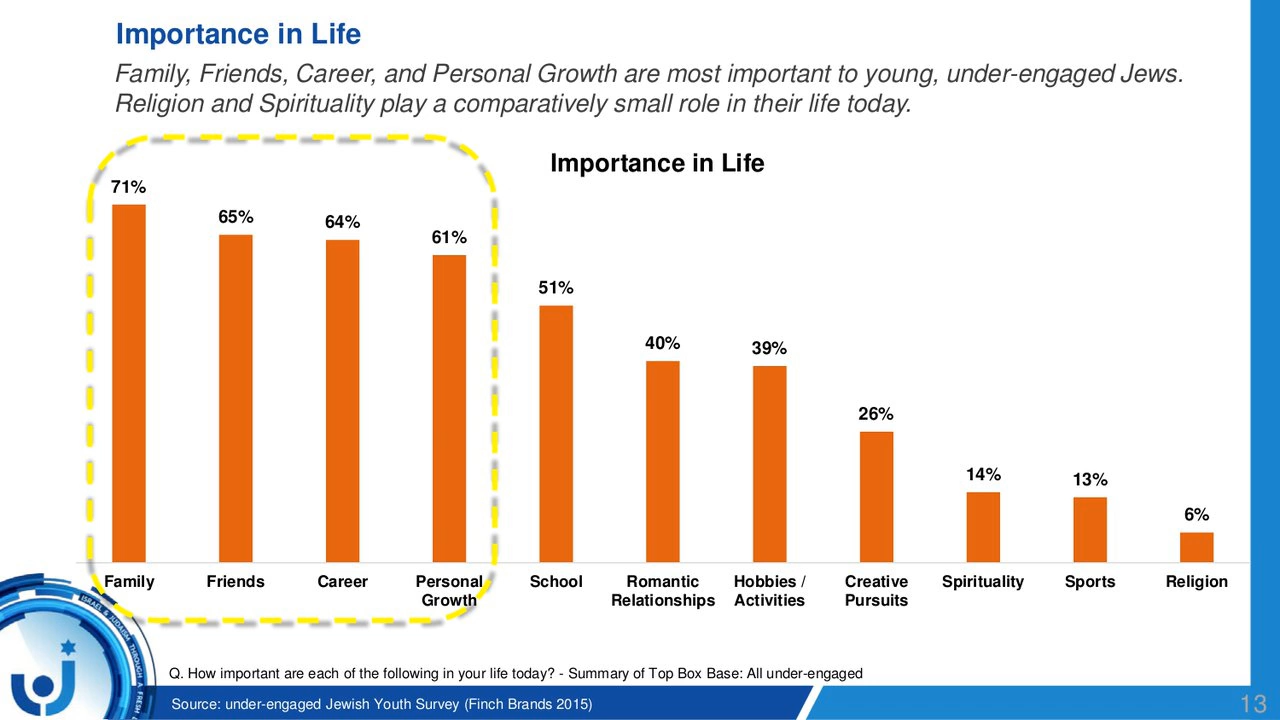 Importance in Life
Family, Friends, Career, and Personal Growth are most important to young, under-engaged Jews.
Religion and Spirituality play a comparatively small role in their life today.
Importance in Life
71%
65%
64%
61%
51%
40%
39%
26%
14%
13%
6%
Family
Friends
Career
Personal
Growth
School
Romantic
Relationships
Hobbies /
Activities
Creative
Pursuits
Spirituality
Sports
Religion
ISRAEL & JUDAISM THROUGH A FRESH
Q. How important are each of the following in your life today? - Summary of Top Box Base: All under-engaged
Source: under-engaged Jewish Youth Survey (Finch Brands 2015)
13